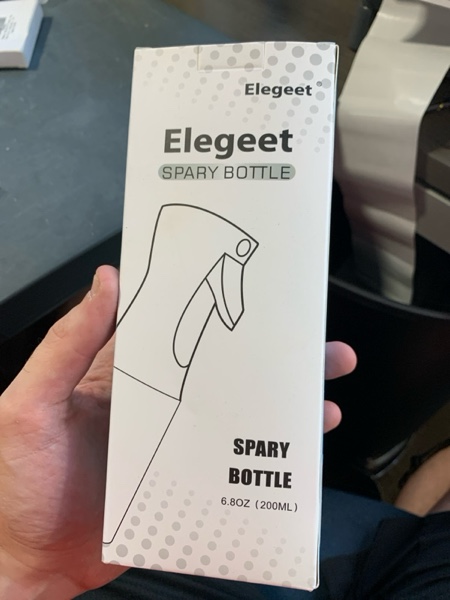 Elegeet
Elegeet
SPARY BOTTLE
SPARY
BOTTLE
6.8OZ (200ML)